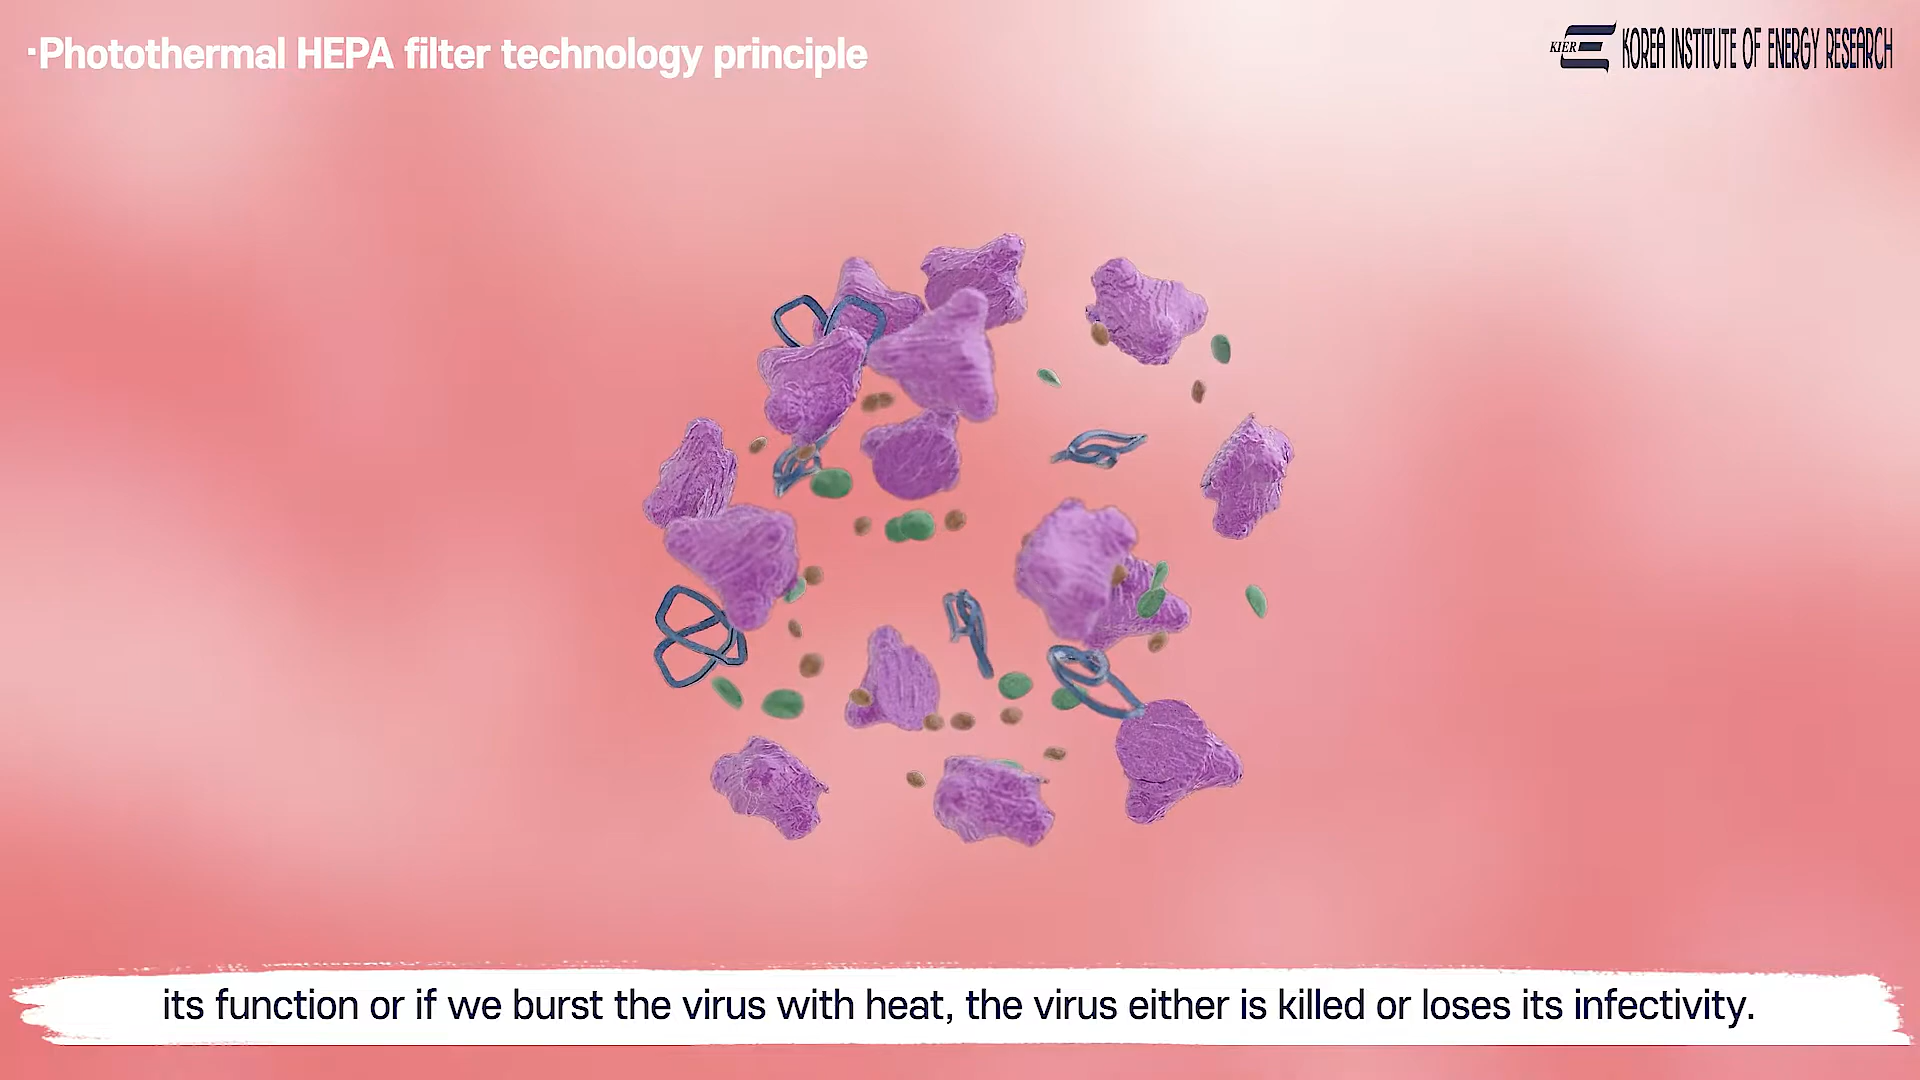 ·Photothermal HEPA filter technology principle
KIER KOREA INSTITUTE OF ENERGY RESEARCH
its function or if we burst the virus with heat, the virus either is killed or loses its infectivity.